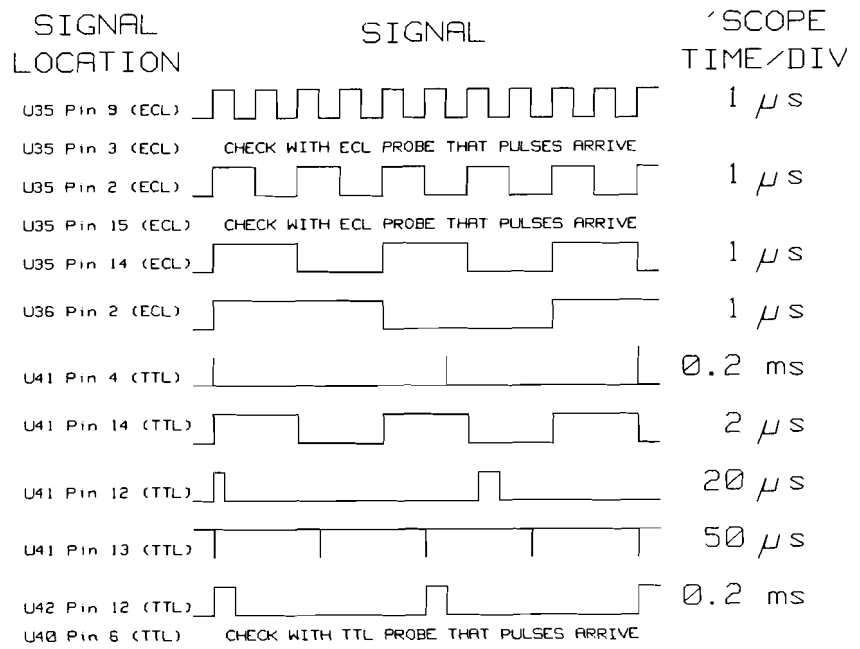 SIGNAL LOCATION SIGNAL 'SCOPE TIME/DIV
U35 Pin 9 (ECL) 1 µs
U35 Pin 3 (ECL) CHECK WITH ECL PROBE THAT PULSES ARRIVE
U35 Pin 2 (ECL) 1 µs
U35 Pin 15 (ECL) CHECK WITH ECL PROBE THAT PULSES ARRIVE
U35 Pin 14 (ECL) 1 µs
U36 Pin 2 (ECL) 1 µs
U41 Pin 4 (TTL) 0.2 ms
U41 Pin 14 (TTL) 2 µs
U41 Pin 12 (TTL) 20 µs
U41 Pin 13 (TTL) 50 µs
U42 Pin 12 (TTL) 0.2 ms
U40 Pin 6 (TTL) CHECK WITH TTL PROBE THAT PULSES ARRIVE